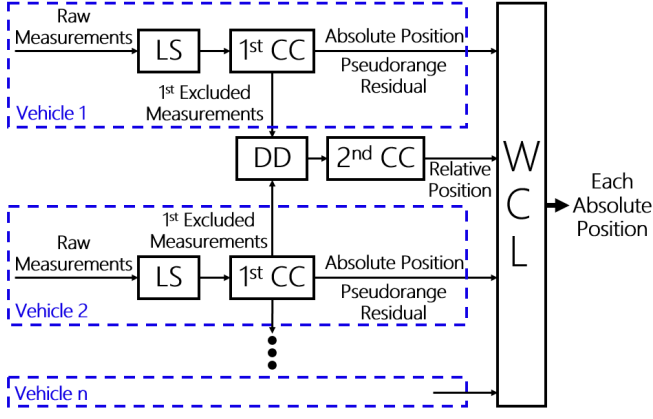 Raw
Measurements
LS
1st CC
Absolute Position
Pseudorange
Residual
1st Excluded
Measurements
Vehicle 1
DD
2nd CC
Relative
Position
W
C
L
Each
Absolute
Position
1st Excluded
Measurements
Raw
Measurements
LS
1st CC
Absolute Position
Pseudorange
Residual
Vehicle 2
Vehicle n